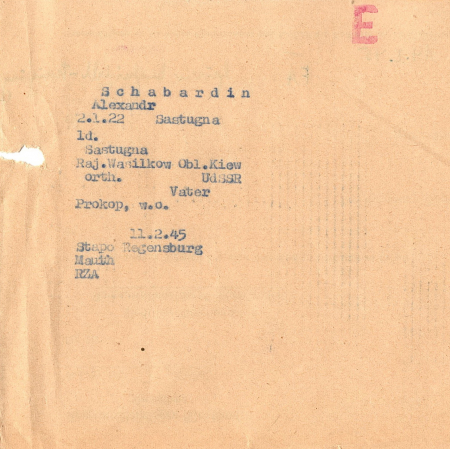 E
Schabardin
Alexandr
2.1.22 Sastugna
ld.
Sastugna
Raj.Wasilkow Obl.Kiew
orth. UdSSR
Vater
Prokop, w.o.
11.2.45
Stapo Regensburg
Mauth
RZA